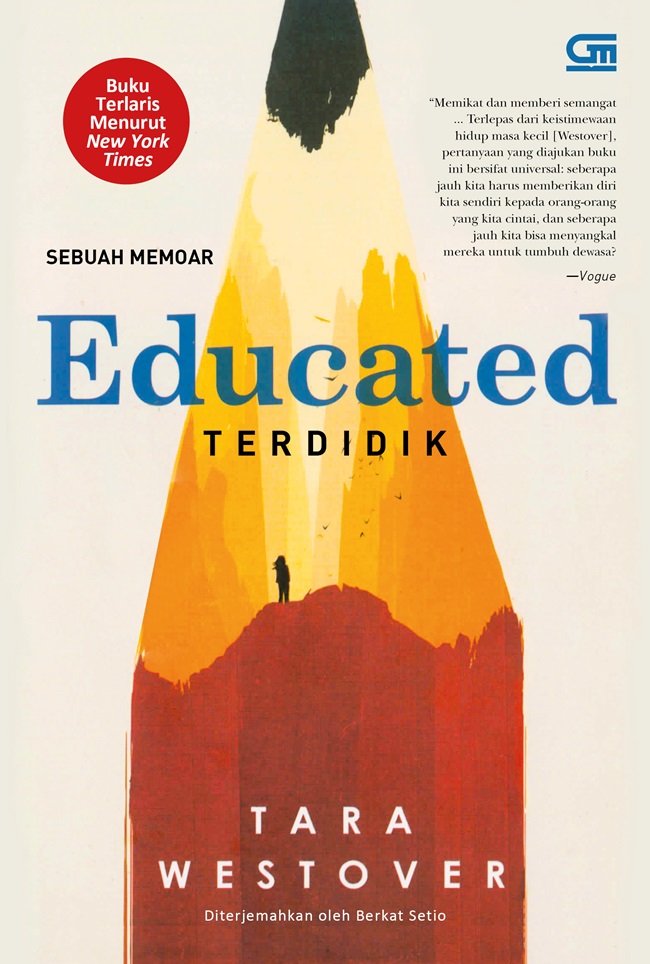 GM
Buku
Terlaris
Menurut
New York
Times
“Memikat dan memberi semangat
... Terlepas dari keistimewaan
hidup masa kecil [Westover],
pertanyaan yang diajukan buku
ini bersifat universal: seberapa
jauh kita harus memberikan diri
kita sendiri kepada orang-orang
yang kita cintai, dan seberapa
jauh kita bisa menyangkal
mereka untuk tumbuh dewasa?
—Vogue
SEBUAH MEMOAR
Educated
TERDIDIK
TARA
WESTOVER
Diterjemahkan oleh Berkat Setio